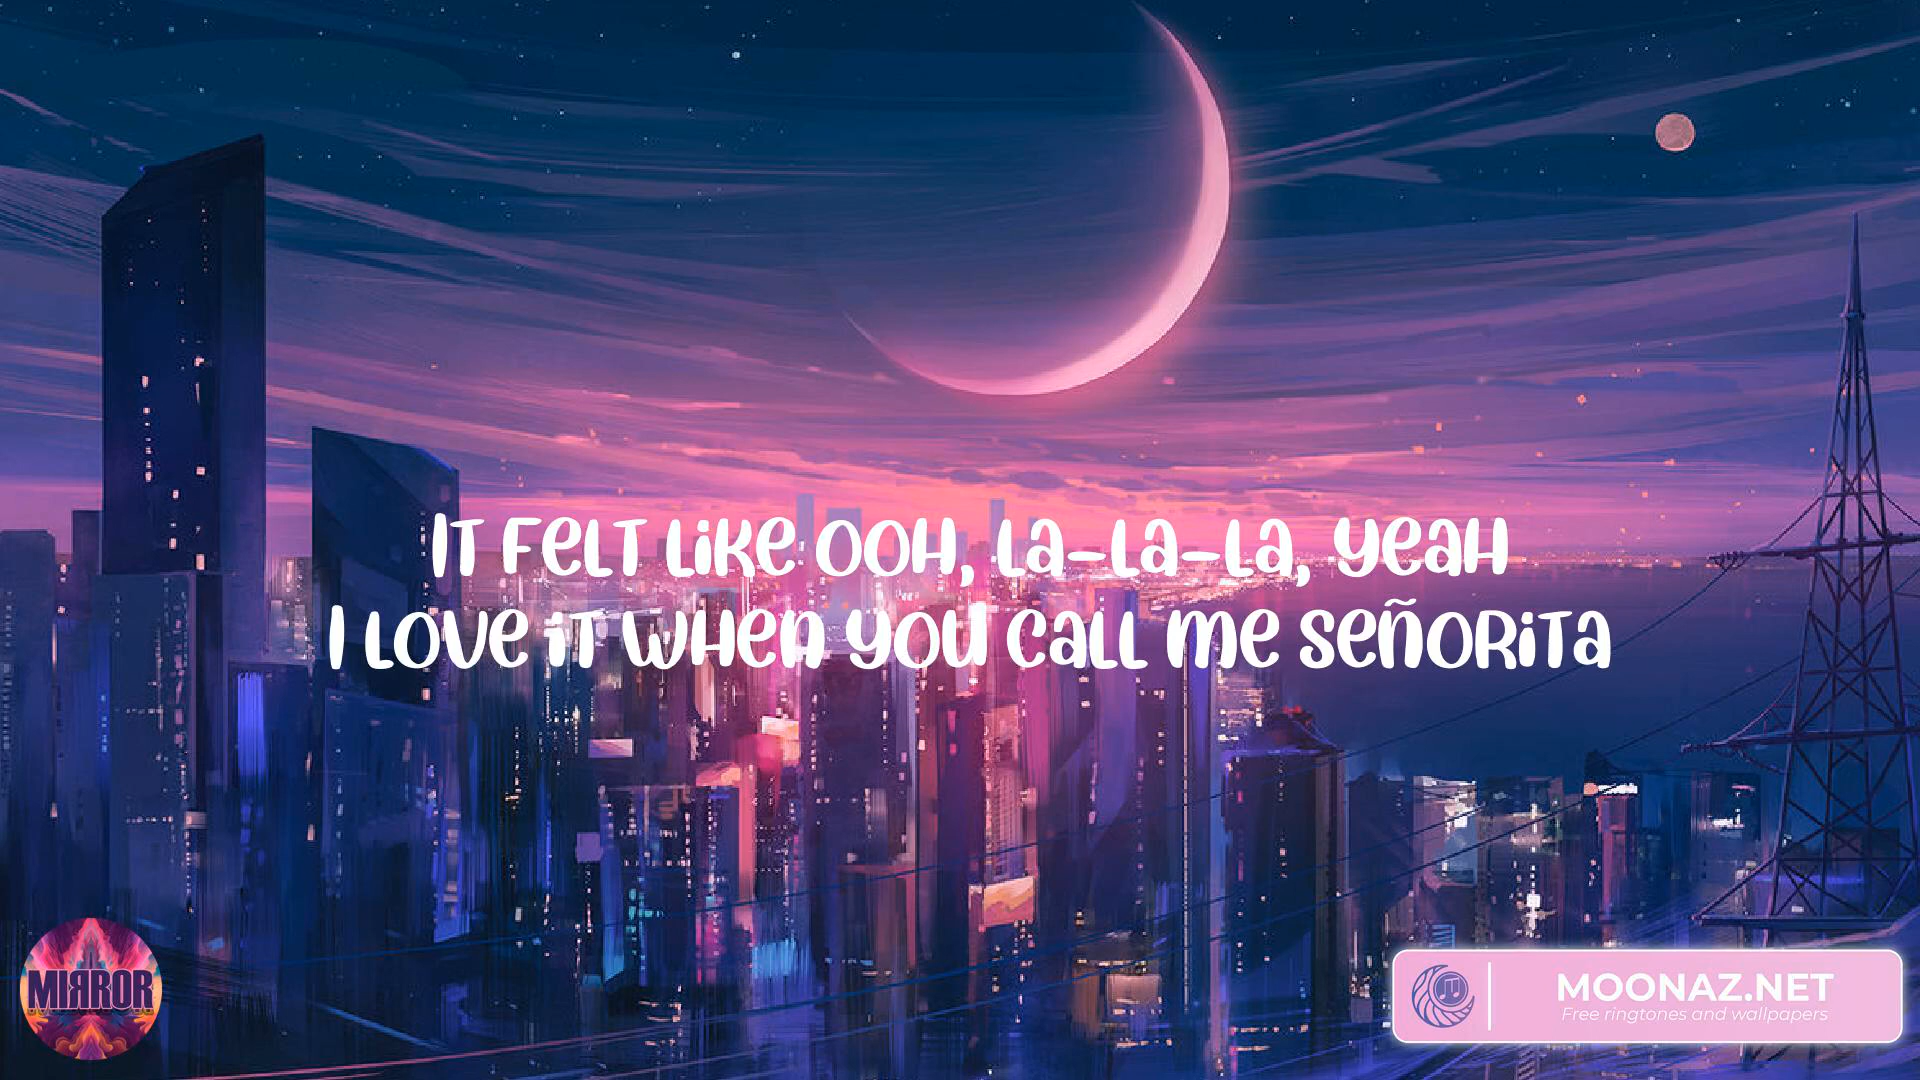 It felt like ooh, la-la-la, yeah
I love it when you call me señorita
MIRROR
MOONAZ.NET
Free ringtones and wallpapers